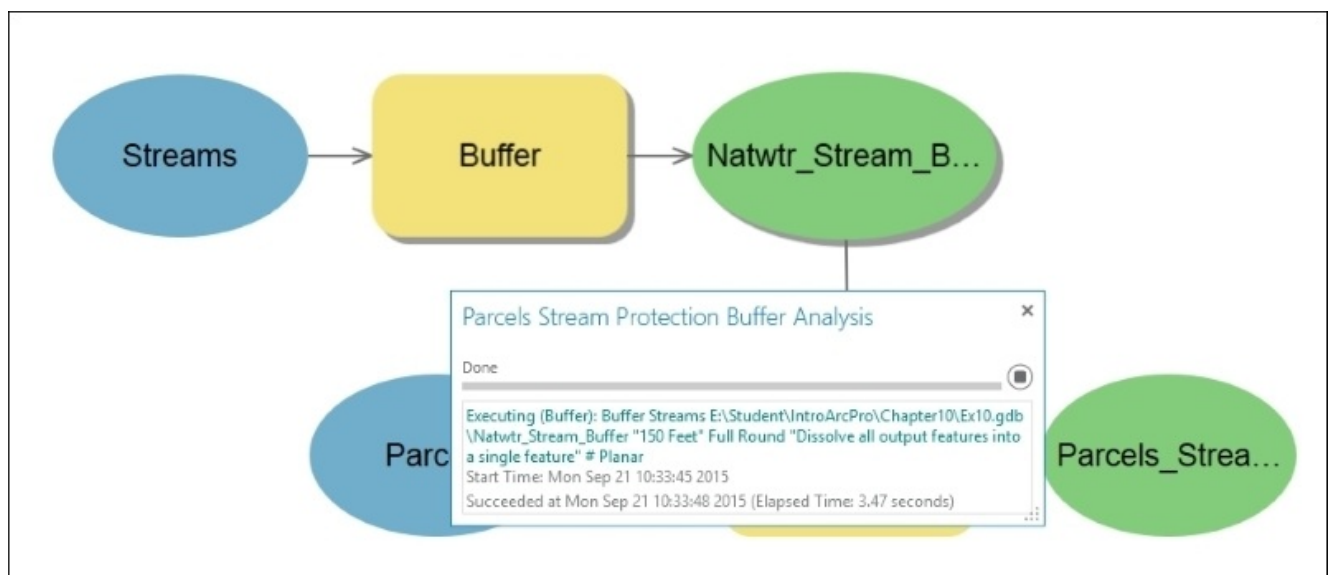 Streams
Buffer
Natwtr_Stream_B...
Parcels Stream Protection Buffer Analysis
×
Done
Executing (Buffer): Buffer Streams E:\Student\IntroArcPro\Chapter10\Ex10.gdb
\Natwtr_Stream_Buffer "150 Feet" Full Round "Dissolve all output features into
a single feature" # Planar
Start Time: Mon Sep 21 10:33:45 2015
Succeeded at Mon Sep 21 10:33:48 2015 (Elapsed Time: 3.47 seconds)
Parc
Parcels_Strea...